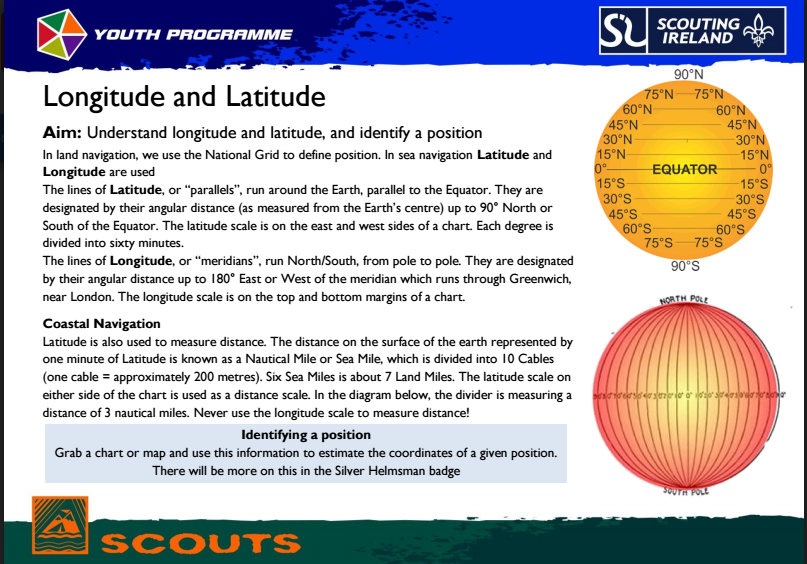 YOUTH PROGRAMME
SCOUTING
IRELAND
Longitude and Latitude
Aim: Understand longitude and latitude, and identify a position
In land navigation, we use the National Grid to define position. In sea navigation Latitude and
Longitude are used
The lines of Latitude, or “parallels”, run around the Earth, parallel to the Equator. They are
designated by their angular distance (as measured from the Earth’s centre) up to 90° North or
South of the Equator. The latitude scale is on the east and west sides of a chart. Each degree is
divided into sixty minutes.
The lines of Longitude, or “meridians”, run North/South, from pole to pole. They are designated
by their angular distance up to 180° East or West of the meridian which runs through Greenwich,
near London. The longitude scale is on the top and bottom margins of a chart.
Coastal Navigation
Latitude is also used to measure distance. The distance on the surface of the earth represented by
one minute of Latitude is known as a Nautical Mile or Sea Mile, which is divided into 10 Cables
(one cable = approximately 200 metres). Six Sea Miles is about 7 Land Miles. The latitude scale on
either side of the chart is used as a distance scale. In the diagram below, the divider is measuring a
distance of 3 nautical miles. Never use the longitude scale to measure distance!
Identifying a position
Grab a chart or map and use this information to estimate the coordinates of a given position.
There will be more on this in the Silver Helmsman badge
90°N
75°N 75°N
60°N 60°N
45°N 45°N
30°N 30°N
15°N 15°N
0° EQUATOR 0°
15°S 15°S
30°S 30°S
45°S 45°S
60°S 60°S
75°S 75°S
90°S
NORTH POLE
SOUTH POLE
SCOUTS